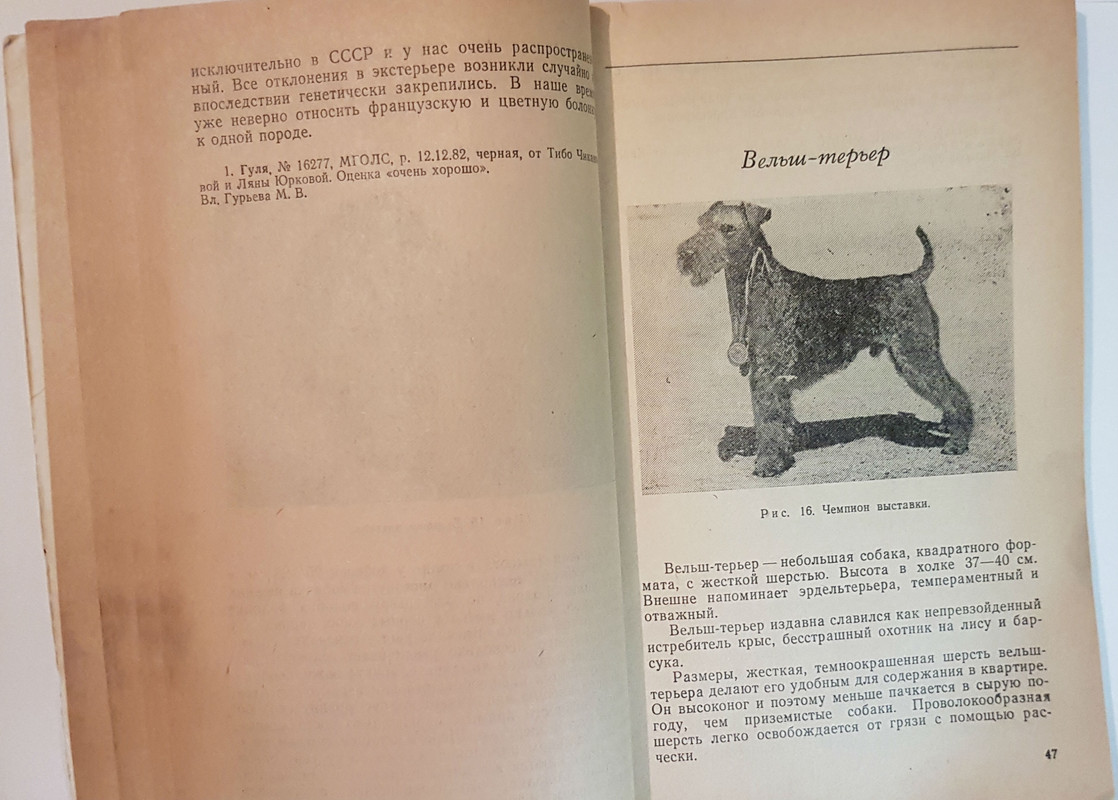 исключительно в СССР и у нас очень распростране
ный. Все отклонения в экстерьере возникли случайно
впоследствии генетически закрепились. В наше врем
уже неверно относить французскую и цветную болон
к одной породе.
1. Гуля, № 16277, МГОЛС, р. 12.12.82, черная, от Тибо
вой и Ляны Юрковой. Оценка «очень хорошо».
Вл. Гурьева М. В.
Вельш-терьер
Рис. 16. Чемпион выставки.
Вельш-терьер — небольшая собака, квадратного фор-
мата, с жесткой шерстью. Высота в холке 37—40 см.
Внешне напоминает эрдельтерьера, темпераментный и
отважный.
Вельш-терьер издавна славился как непревзойденный
истребитель крыс, бесстрашный охотник на лису и бар-
сука.
Размеры, жесткая, темноокрашенная шерсть вельш-
терьера делают его удобным для содержания в квартире.
Он высоконог и поэтому меньше пачкается в сырую по-
году, чем приземистые собаки. Проволокообразная
шерсть легко освобождается от грязи с помощью рас-
чески.
47